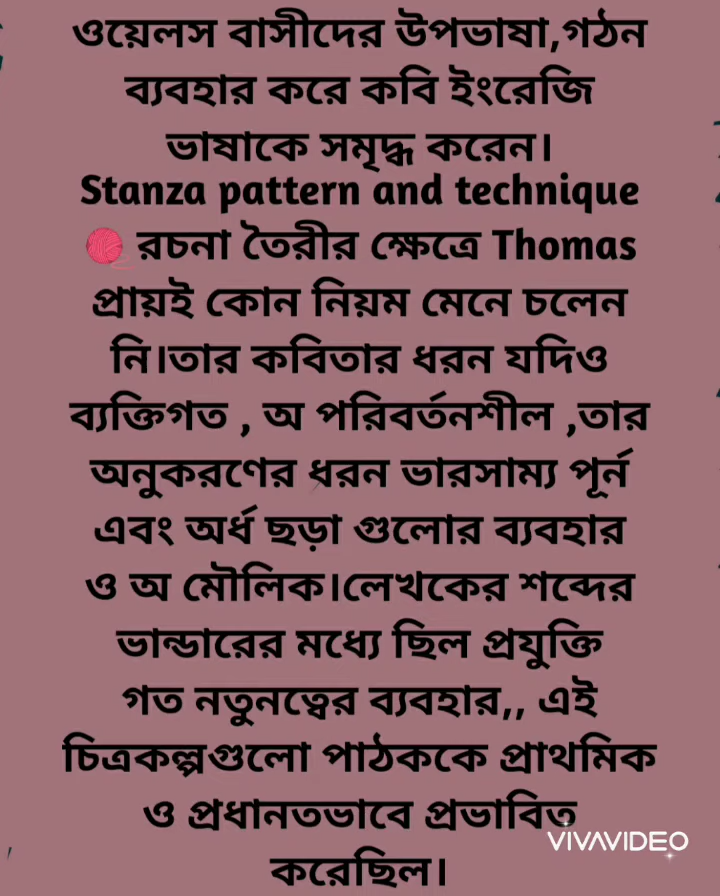 ওয়েলস বাসীদের উপভাষা,গঠন
ব্যবহার করে কবি ইংরেজি
ভাষাকে সমৃদ্ধ করেন।
Stanza pattern and technique
রচনা তৈরীর ক্ষেত্রে Thomas
প্রায়ই কোন নিয়ম মেনে চলেন
নি।তার কবিতার ধরন যদিও
ব্যক্তিগত , অ পরিবর্তনশীল ,তার
অনুকরণের ধরন ভারসাম্য পূর্ন
এবং অর্ধ ছড়া গুলোর ব্যবহার
ও অ মৌলিক।লেখকের শব্দের
ভান্ডারের মধ্যে ছিল প্রযুক্তি
গত নতুনত্বের ব্যবহার,, এই
চিত্রকল্পগুলো পাঠককে প্রাথমিক
ও প্রধানতভাবে প্রভাবিত
করেছিল।
VIVAVIDEO